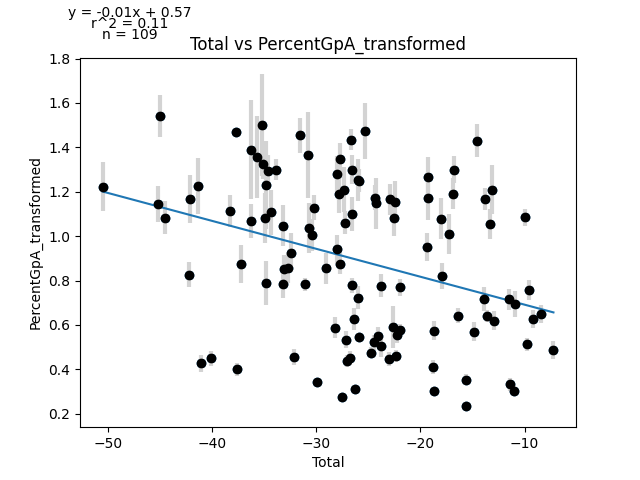 y = -0.01x + 0.57
r^2 = 0.11
n = 109
Total vs PercentGpA_transformed
1.8
1.6
1.4
1.2
1.0
0.8
0.6
0.4
0.2
PercentGpA_transformed
−50 −40 −30 −20 −10
Total